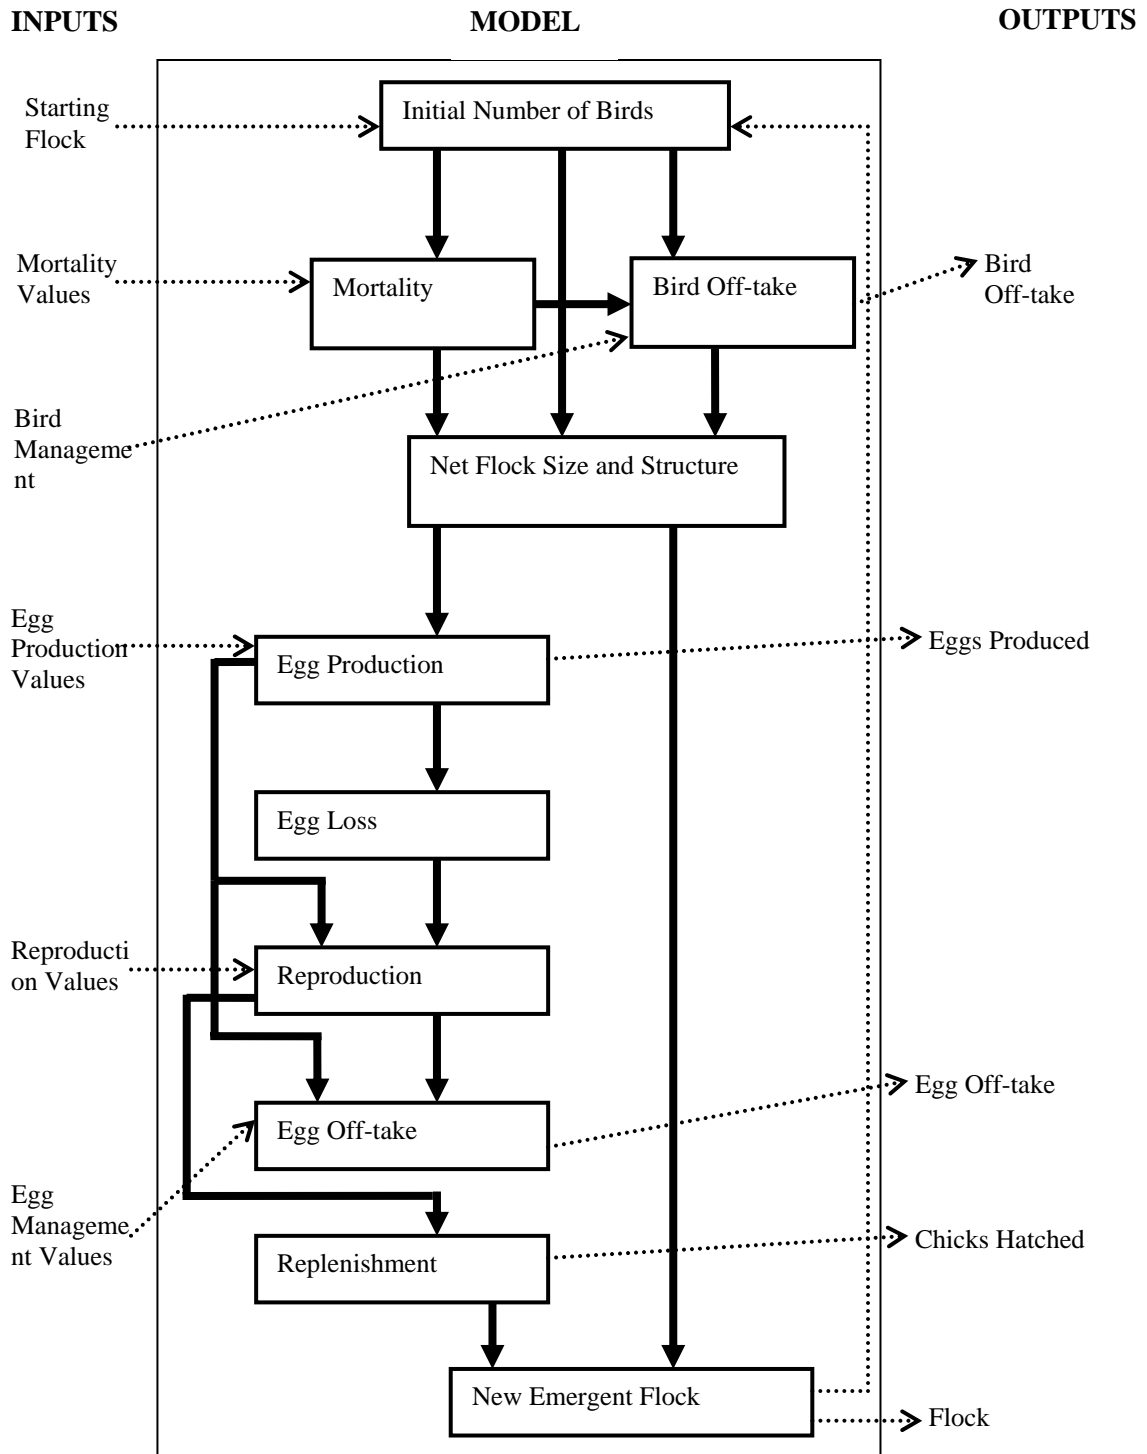 INPUTS
MODEL
OUTPUTS
Starting
Flock
Initial Number of Birds
Mortality
Values
Mortality
Bird Off-take
Bird
Off-take
Bird
Manageme
nt
Net Flock Size and Structure
Egg
Production
Values
Egg Production
Eggs Produced
Egg Loss
Reproducti
on Values
Reproduction
Egg Off-take
Egg Off-take
Egg
Manageme
nt Values
Replenishment
Chicks Hatched
New Emergent Flock
Flock